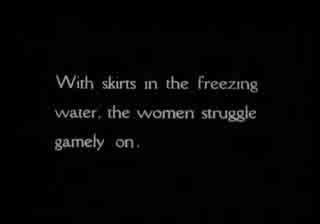 With skirts in the freezing
water, the women struggle
gamely on.